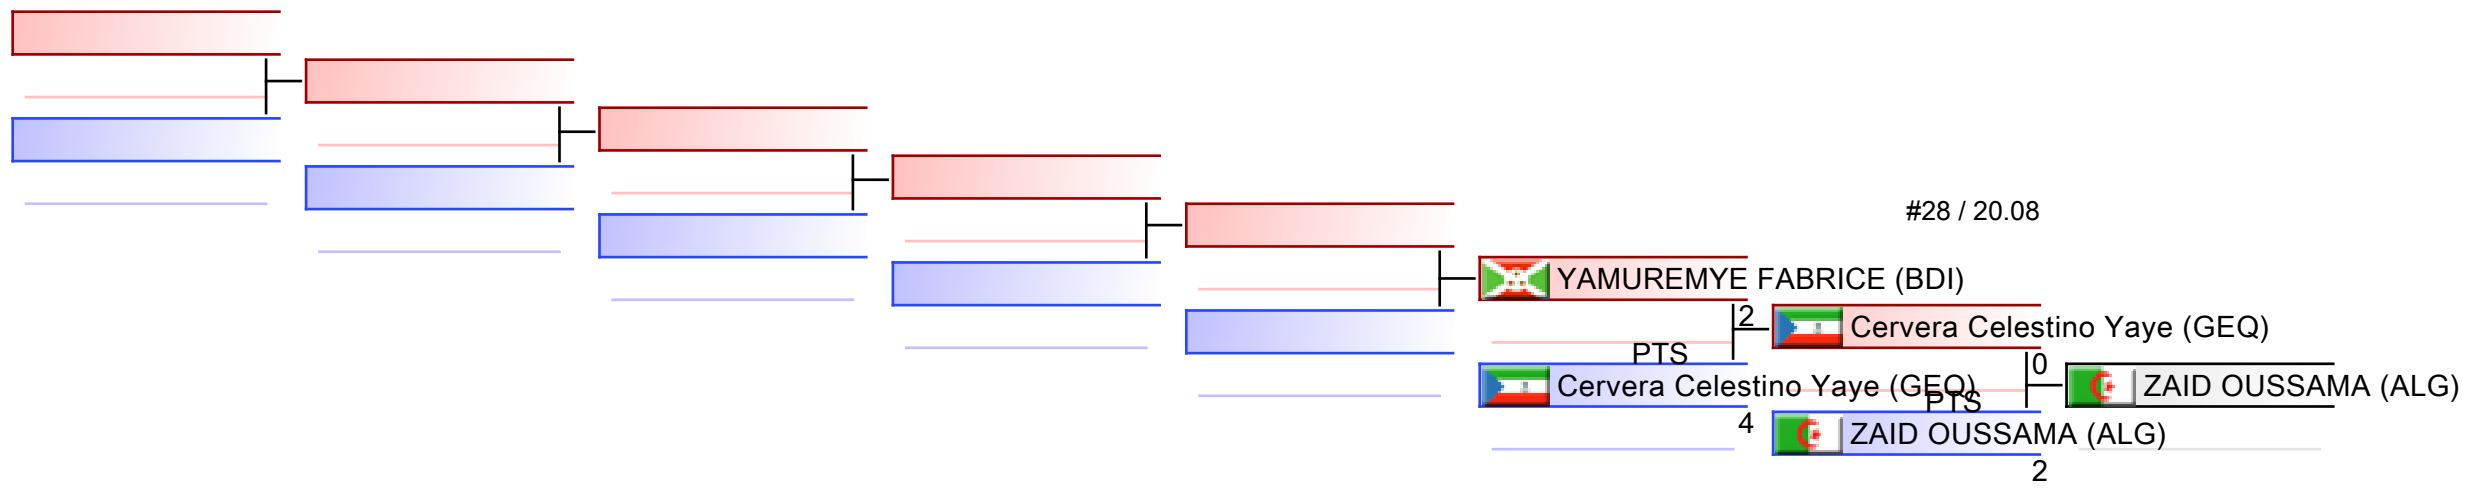 #28 / 20.08
YAMUREMYE FABRICE (BDI)
2
Cervera Celestino Yaye (GEQ)
PTS
0
Cervera Celestino Yaye (GEQ)
ZAID OUSSAMA (ALG)
PTS
4
ZAID OUSSAMA (ALG)
2